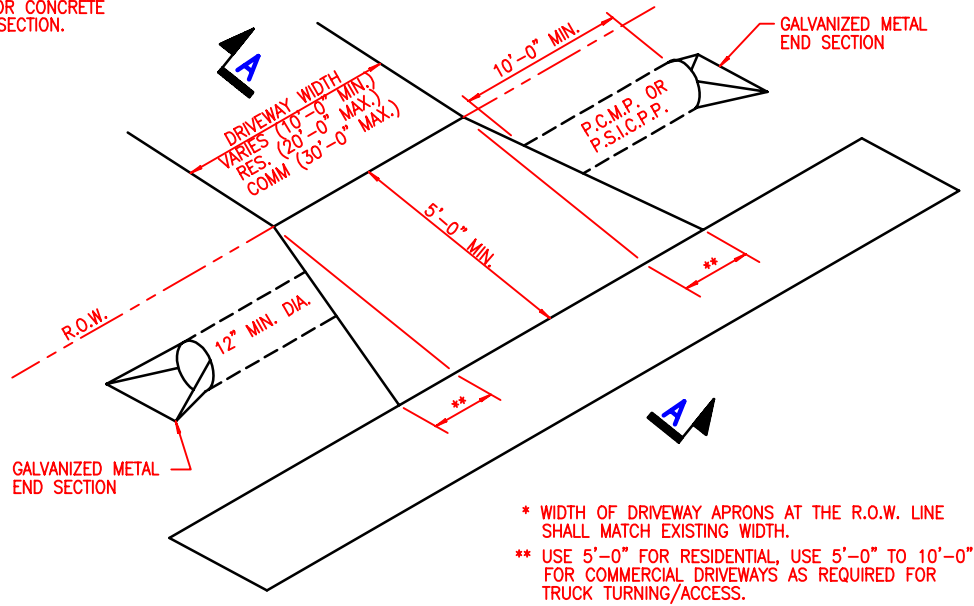 OR CONCRETE
SECTION.
A
10'-0" MIN.
GALVANIZED METAL
END SECTION
DRIVEWAY WIDTH
VARIES (10'-0" MIN.)
RES. (20'-0" MAX.)
COMM (30'-0" MAX.)
P.C.M.P. OR
P.S.I.C.P.P.
5'-0" MIN.
**
R.O.W.
12" MIN. DIA.
**
A
GALVANIZED METAL
END SECTION
* WIDTH OF DRIVEWAY APRONS AT THE R.O.W. LINE
SHALL MATCH EXISTING WIDTH.
** USE 5'-0" FOR RESIDENTIAL, USE 5'-0" TO 10'-0"
FOR COMMERCIAL DRIVEWAYS AS REQUIRED FOR
TRUCK TURNING/ACCESS.